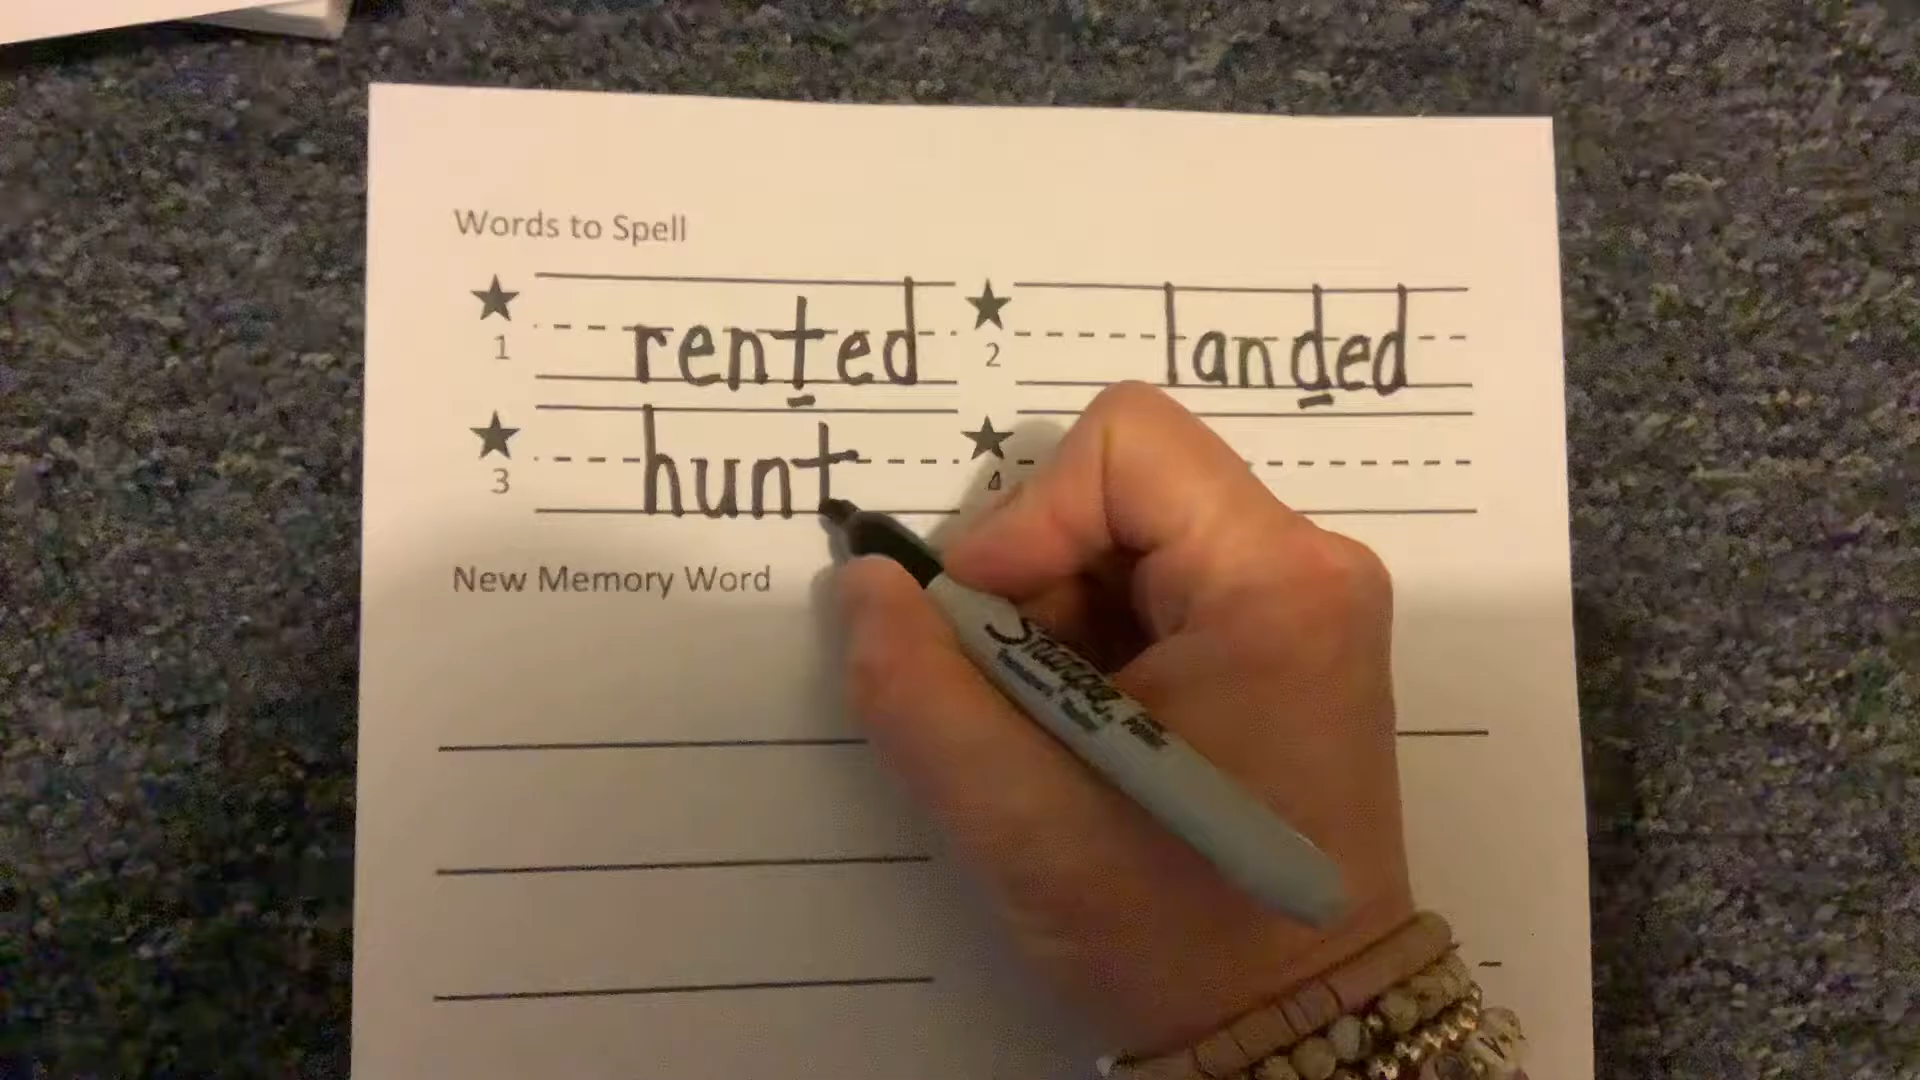 Words to Spell
★ 1 rented ★ 2 landed
★ 3 hunt ★ 4
New Memory Word
Sharpie